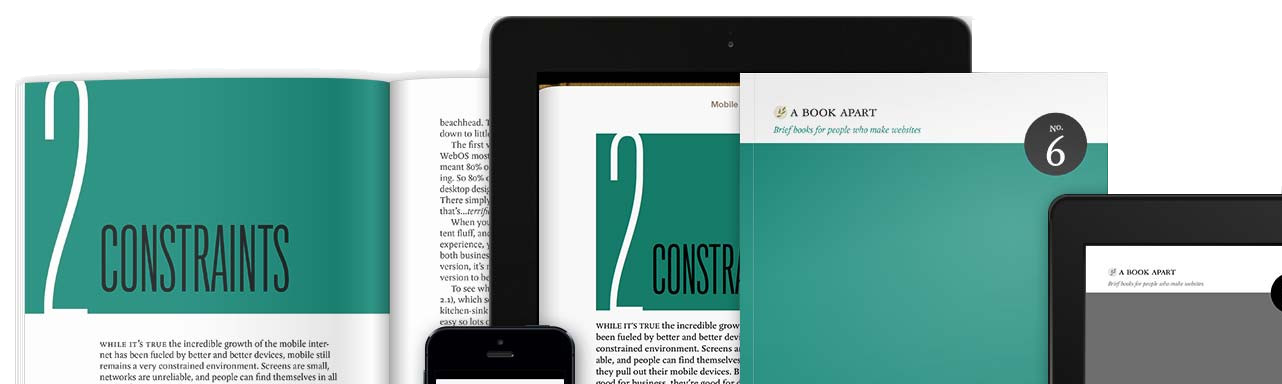 2
CONSTRAINTS
WHILE IT'S TRUE the incredible growth of the mobile inter-
net has been fueled by better and better devices, mobile still
remains a very constrained environment. Screens are small,
networks are unreliable, and people can find themselves in all
beachhead.
down to little
The first
WebOS most
meant 80%
ing. So 80%
desktop
There simply
that's...terrific
When you
tent fluff, and
experience,
both
version, it's
version to be
To see
2.1), which
kitchen-sink
easy so lots
Mobile
2
CONSTRA
WHILE IT'S TRUE the incredible grow
been fueled by better and better devi
constrained environment. Screens a
able, and people can find themselves
they pull out their mobile devices. B
good for business, they're good for
A BOOK APART
Brief books for people who make websites
No.
6
A BOOK APART
Brief books for people who make websites